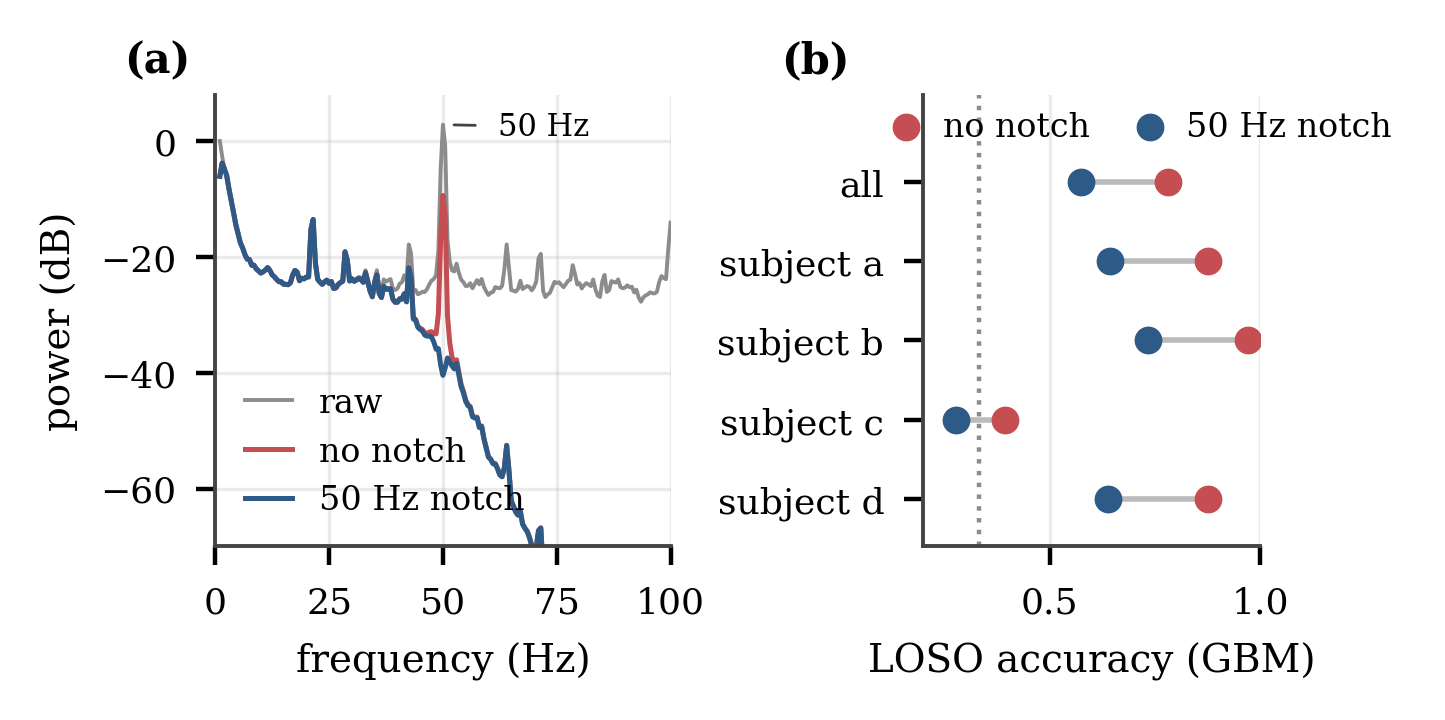 (a)
50 Hz
0
−20
−40
−60
power (dB)
raw
no notch
50 Hz notch
0 25 50 75 100
frequency (Hz)
(b)
no notch 50 Hz notch
all
subject a
subject b
subject c
subject d
0.5 1.0
LOSO accuracy (GBM)